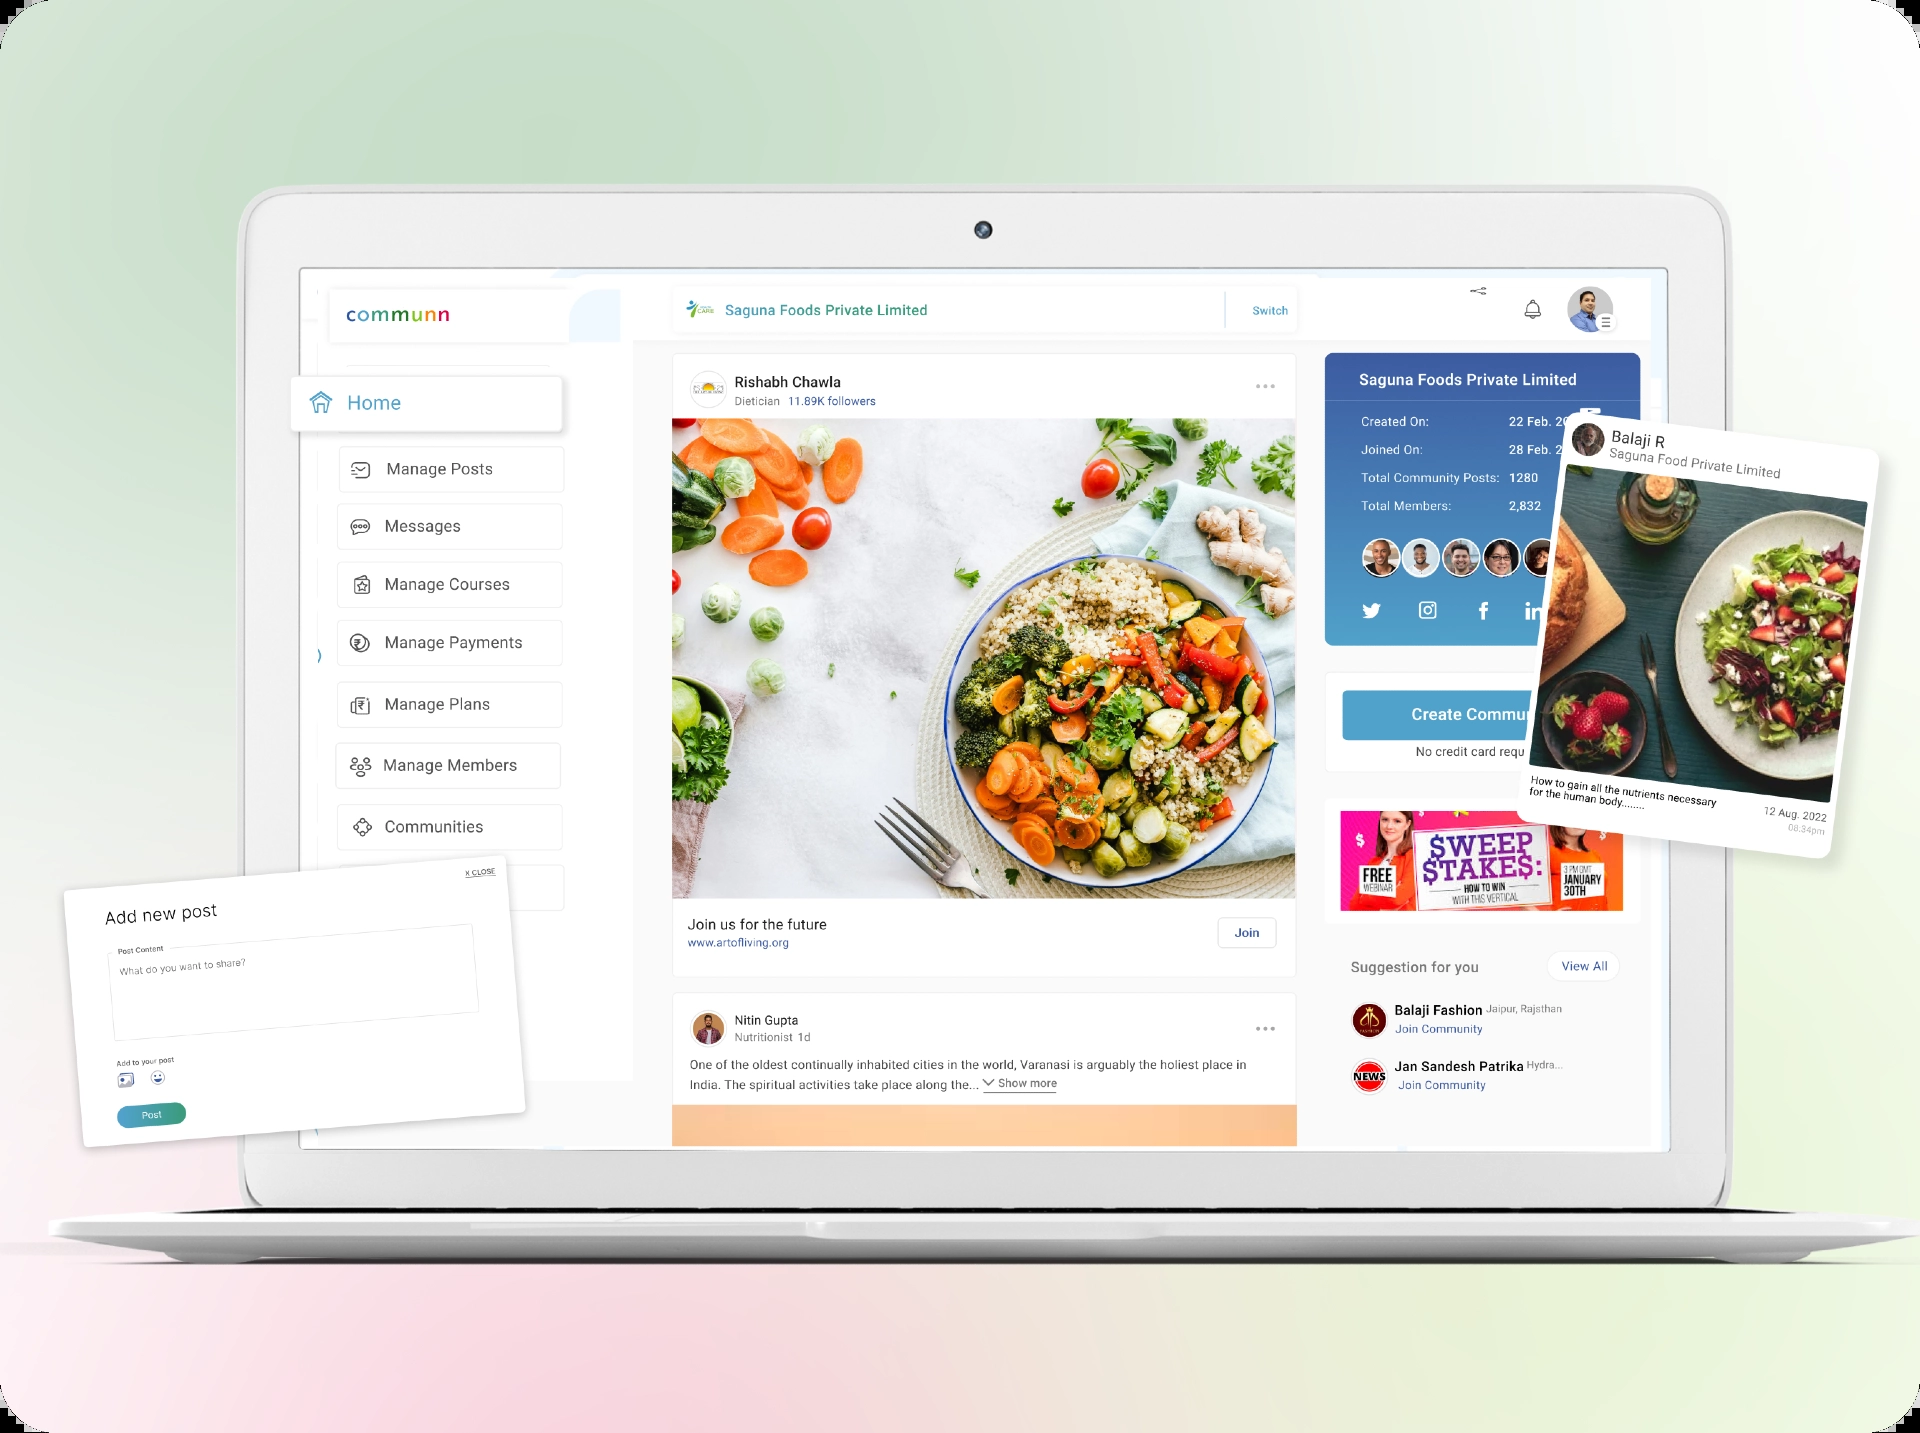 communn
Saguna Foods Private Limited
Switch
Home
Manage Posts
Messages
Manage Courses
Manage Payments
Manage Plans
Manage Members
Communities
Rishabh Chawla
Dietician 11.89K followers
Join us for the future
www.artofliving.org
Join
Nitin Gupta
Nutritionist 1d
One of the oldest continually inhabited cities in the world, Varanasi is arguably the holiest place in
India. The spiritual activities take place along the... Show more
Saguna Foods Private Limited
Created On: 22 Feb. 20
Joined On: 28 Feb. 2
Total Community Posts: 1280
Total Members: 2,832
Create Commu
No credit card requ
FREE
WEBINAR
$WEEP
$TAKES:
HOW TO WIN
WITH THIS VERTICAL
3 PM GMT
JANUARY
30TH
Suggestion for you
View All
Balaji Fashion Jaipur, Rajsthan
Join Community
NEWS
Jan Sandesh Patrika Hydra...
Join Community
Balaji R
Saguna Food Private Limited
How to gain all the nutrients necessary
for the human body........
12 Aug. 2022
08.34pm
X CLOSE
Add new post
Post Content
What do you want to share?
Add to your post
Post